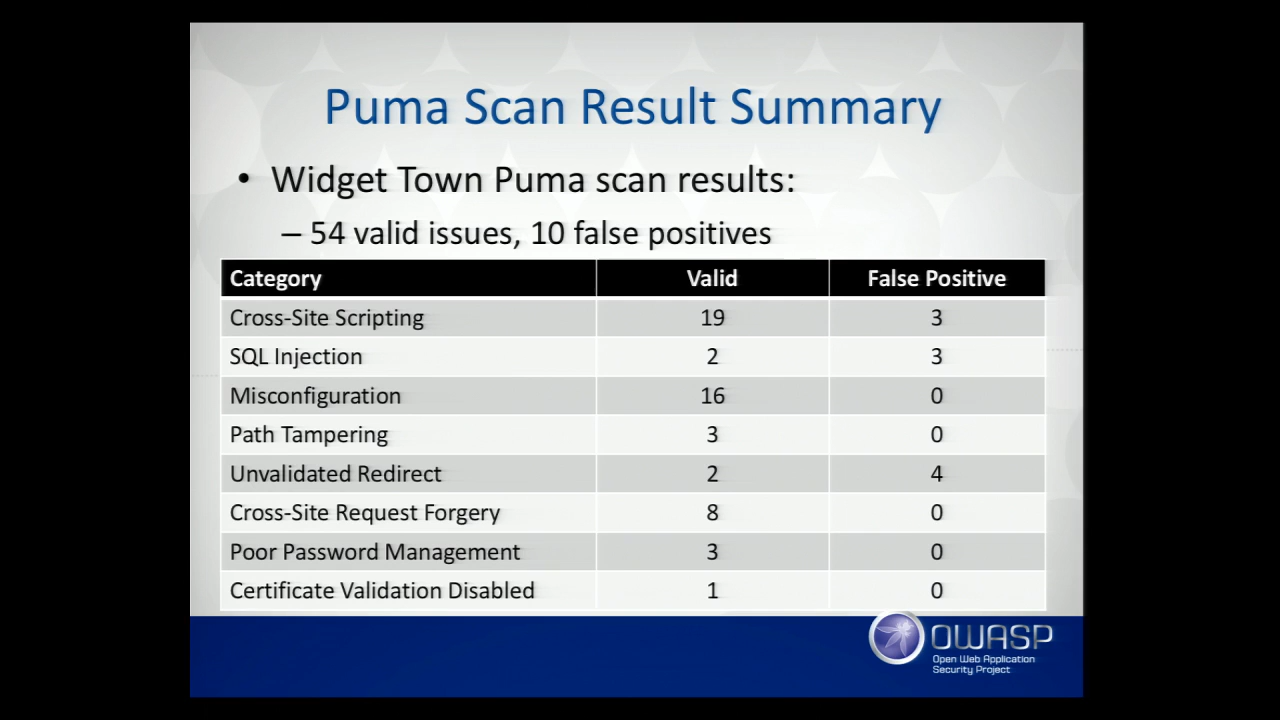 Puma Scan Result Summary
• Widget Town Puma scan results:
– 54 valid issues, 10 false positives
Category Valid False Positive
Cross-Site Scripting 19 3
SQL Injection 2 3
Misconfiguration 16 0
Path Tampering 3 0
Unvalidated Redirect 2 4
Cross-Site Request Forgery 8 0
Poor Password Management 3 0
Certificate Validation Disabled 1 0
OWASP
Open Web Application
Security Project